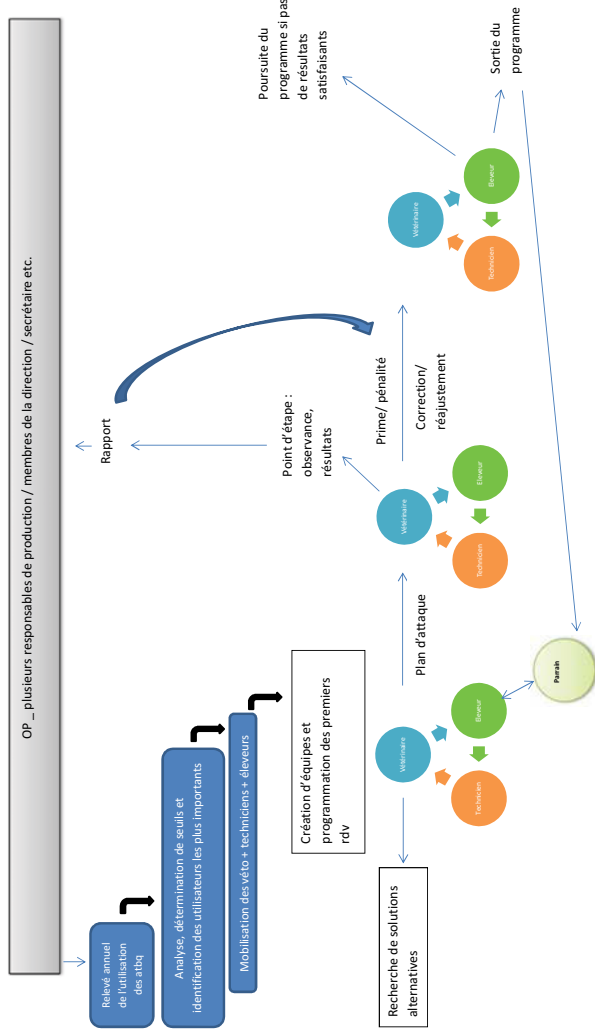 OP _ plusieurs responsables de production / membres de la direction / secrétaire etc.
Relevé annuel
de l'utilisation
des atbq
Analyse, détermination de seuils et
identification des utilisateurs les plus importants
Mobilisation des véto + techniciens + éleveurs
Création d'équipes et
programmation des premiers
rdv
Recherche de solutions
alternatives
Vétérinaire
Technicien
Eleveur
Parrain
Plan d'attaque
Vétérinaire
Technicien
Eleveur
Point d'étape :
observance,
résultats
Rapport
Prime/ pénalité
Correction/
réajustement
Vétérinaire
Technicien
Eleveur
Poursuite du
programme si pas
de résultats
satisfaisants
Sortie du
programme